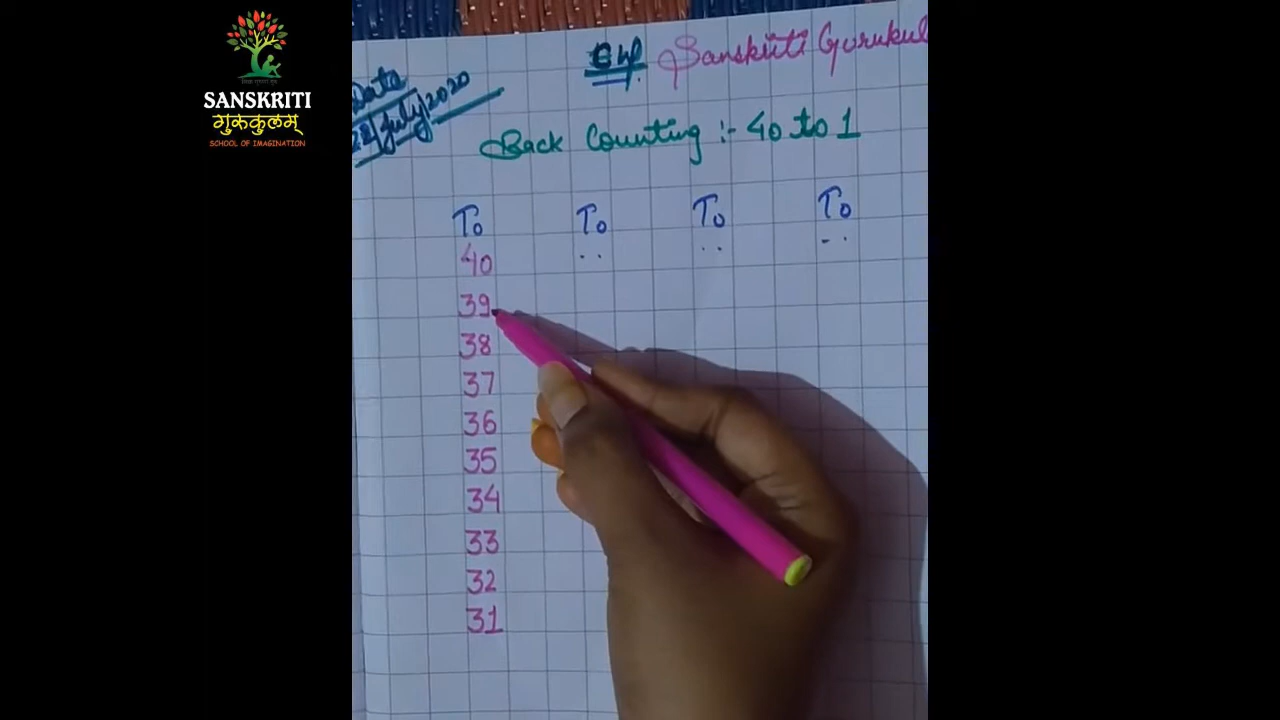 SANSKRITI
गुरुकुलम्
SCHOOL OF IMAGINATION
Sanskriti Gurukul
Date
22/July/2020
Back Counting :- 40 to 1
To To To To
40 .. .. ..
39
38
37
36
35
34
33
32
31